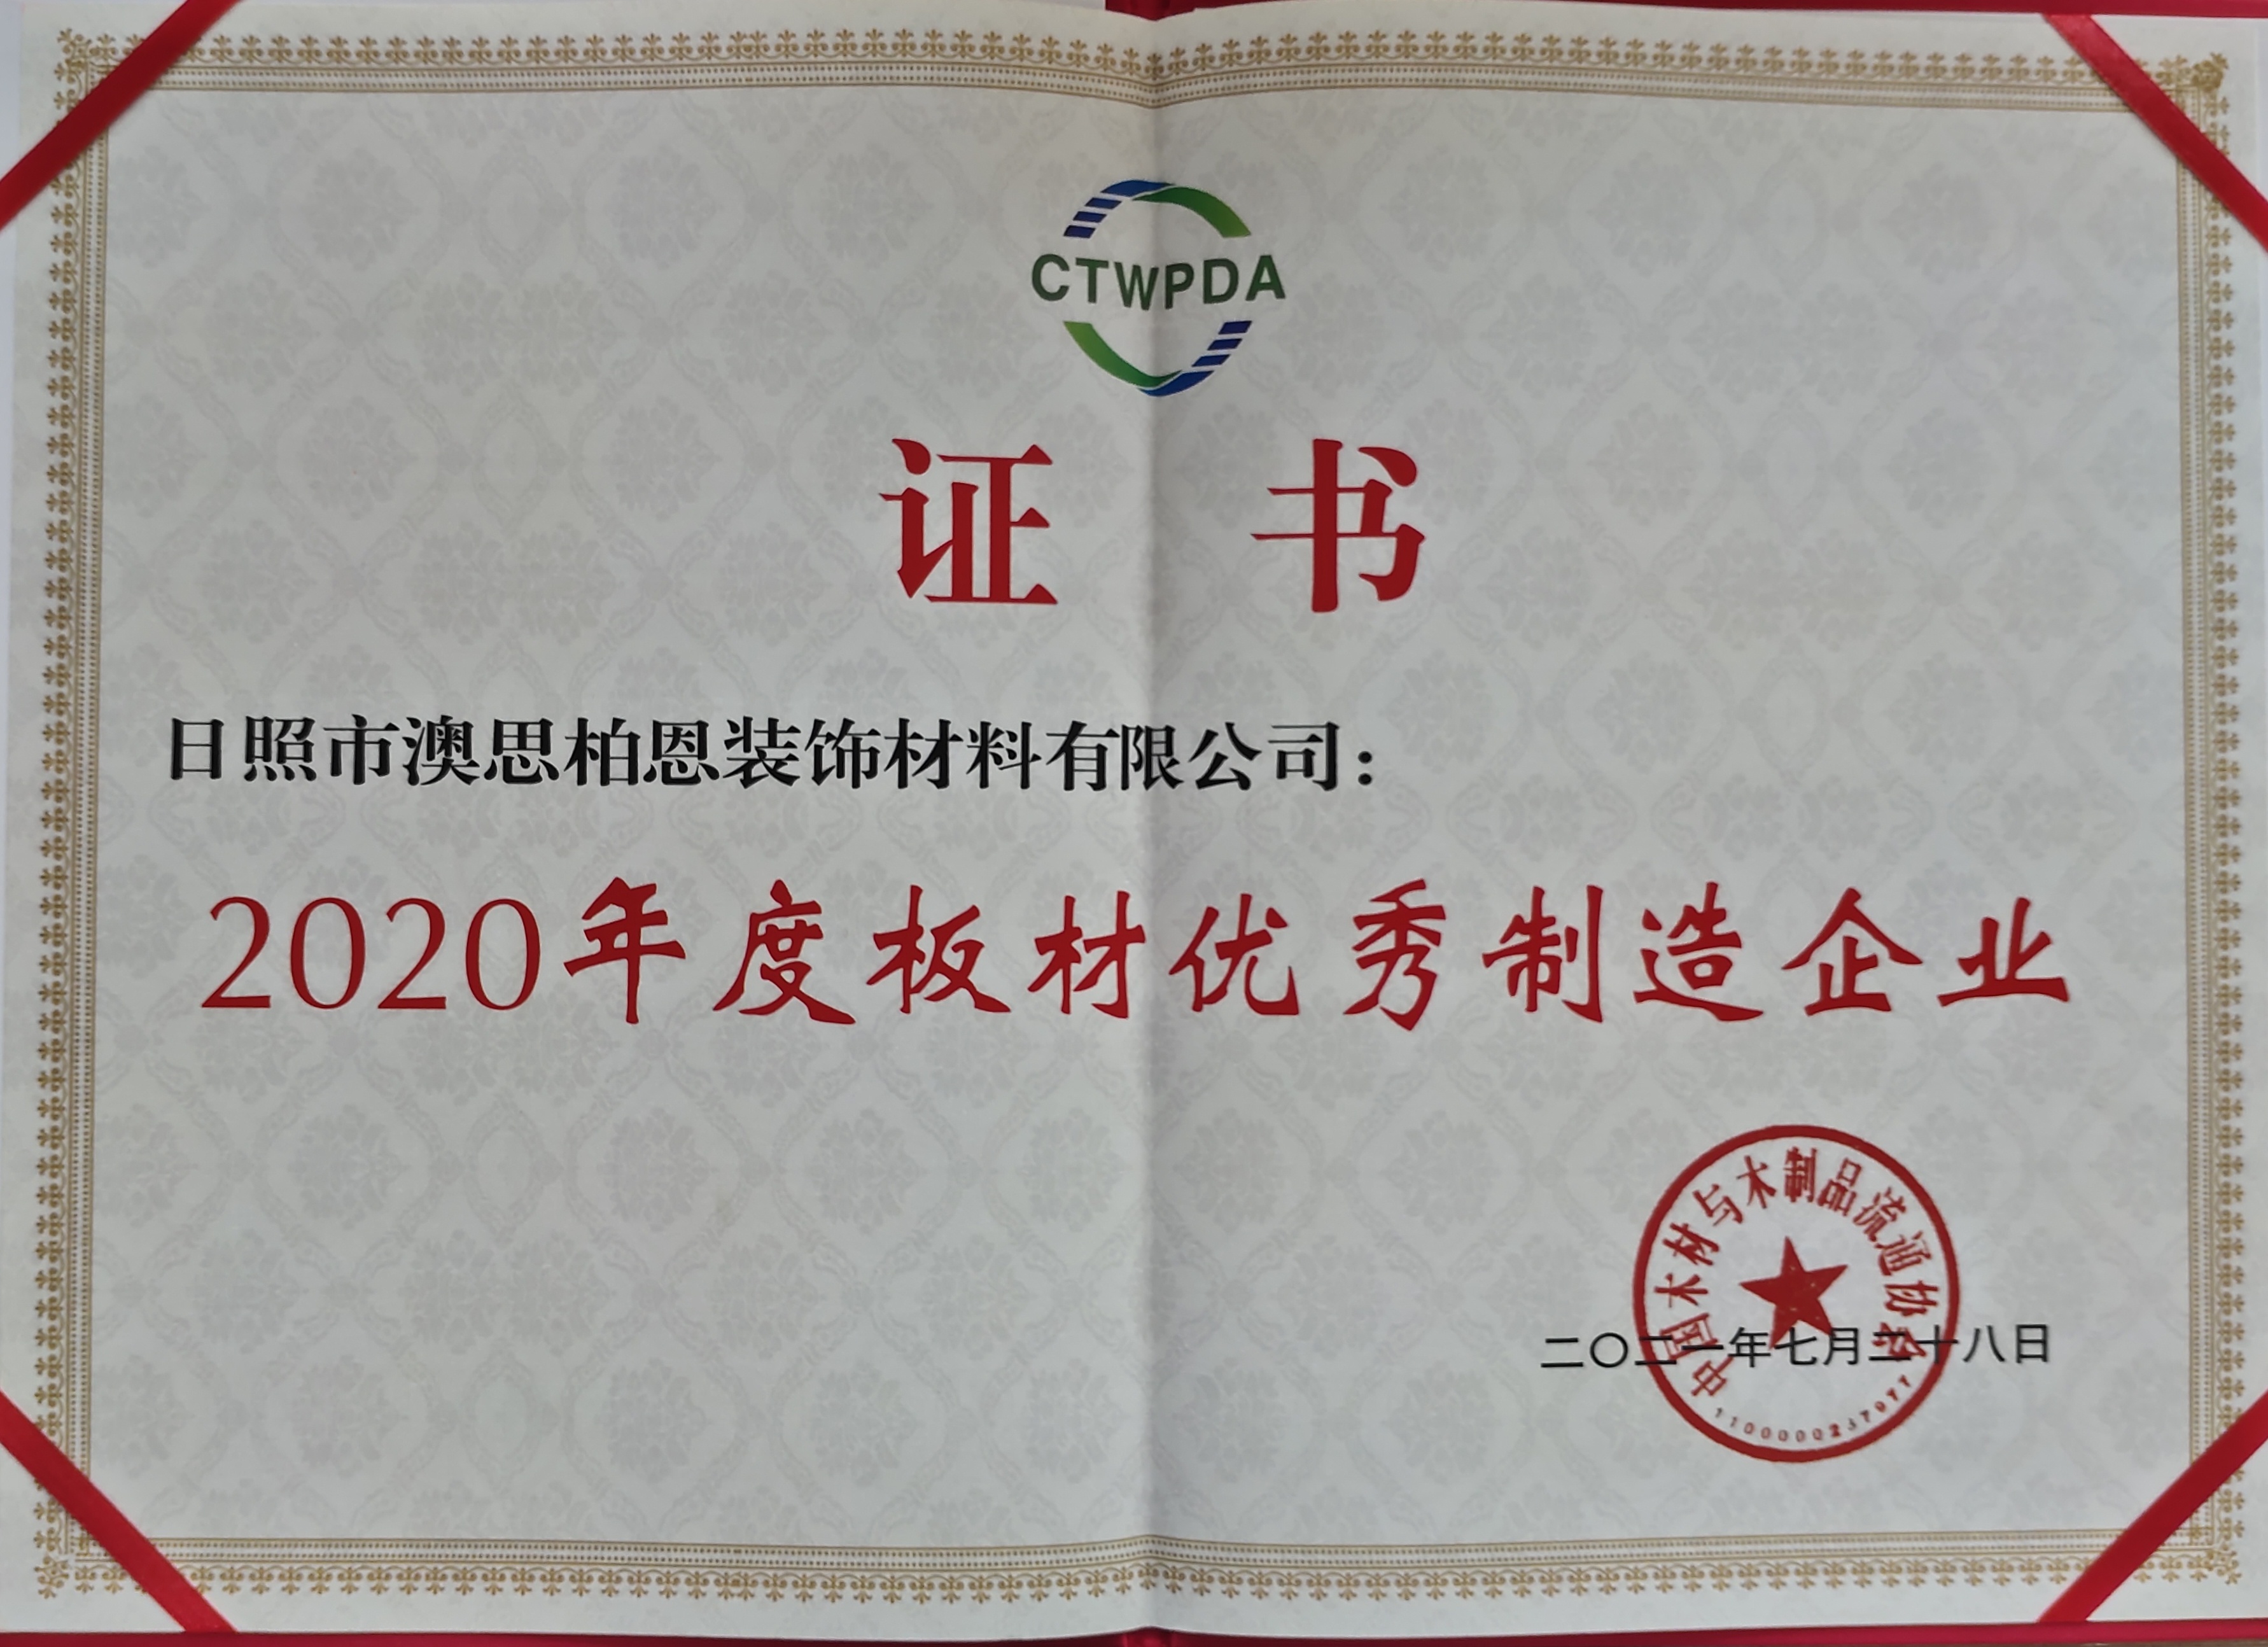 CTWPDA
证书
日照市澳思柏恩装饰材料有限公司：
2020年度板材优秀制造企业
中国木材与木制品流通协会
二〇二一年七月二十八日